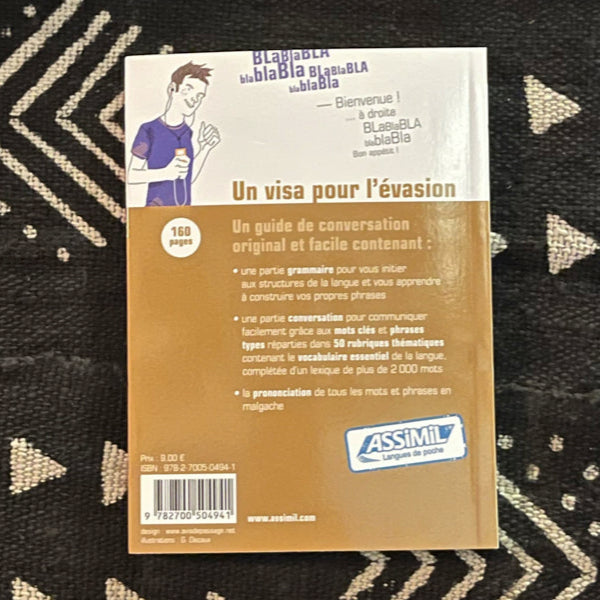 BLaBlaBLA
blablaBla BLaBlaBLA
blablaBla
— Bienvenue !
... à droite
BLaBlaBLA
blablaBla
Bon appétit !
Un visa pour l'évasion
160
pages
Un guide de conversation
original et facile contenant :
• une partie grammaire pour vous initier
aux structures de la langue et vous apprendre
à construire vos propres phrases
• une partie conversation pour communiquer
facilement grâce aux mots clés et phrases
types réparties dans 50 rubriques thématiques
contenant le vocabulaire essentiel de la langue,
complétée d'un lexique de plus de 2 000 mots
• la prononciation de tous les mots et phrases en
malgache
ASSiMiL
Langues de poche
Prix : 9.00 €
ISBN : 978-2-7005-0494-1
9 782700 504941
www.assimil.com
design : www.avisdepassage.net
illustrations : G. Decaux